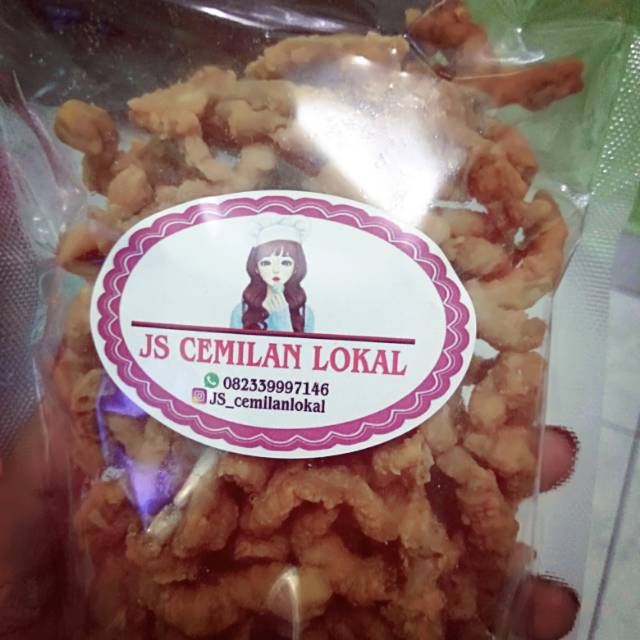 JS CEMILAN LOKAL
082339997146
JS_cemilanlokal